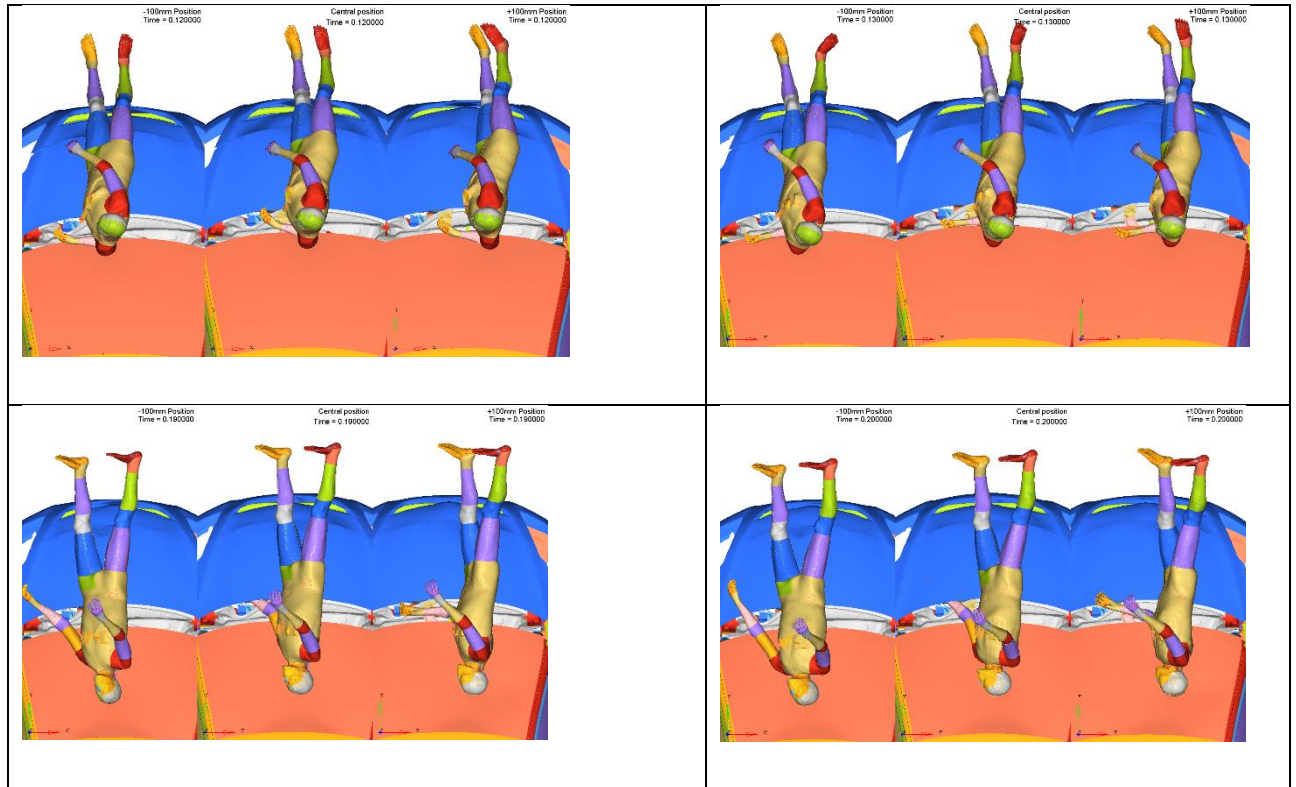 -100mm Position
Time = 0.120000
Central position
Time = 0.120000
+100mm Position
Time = 0.120000
-100mm Position
Time = 0.130000
Central position
Time = 0.130000
+100mm Position
Time = 0.130000
-100mm Position
Time = 0.190000
Central position
Time = 0.190000
+100mm Position
Time = 0.190000
-100mm Position
Time = 0.200000
Central position
Time = 0.200000
+100mm Position
Time = 0.200000